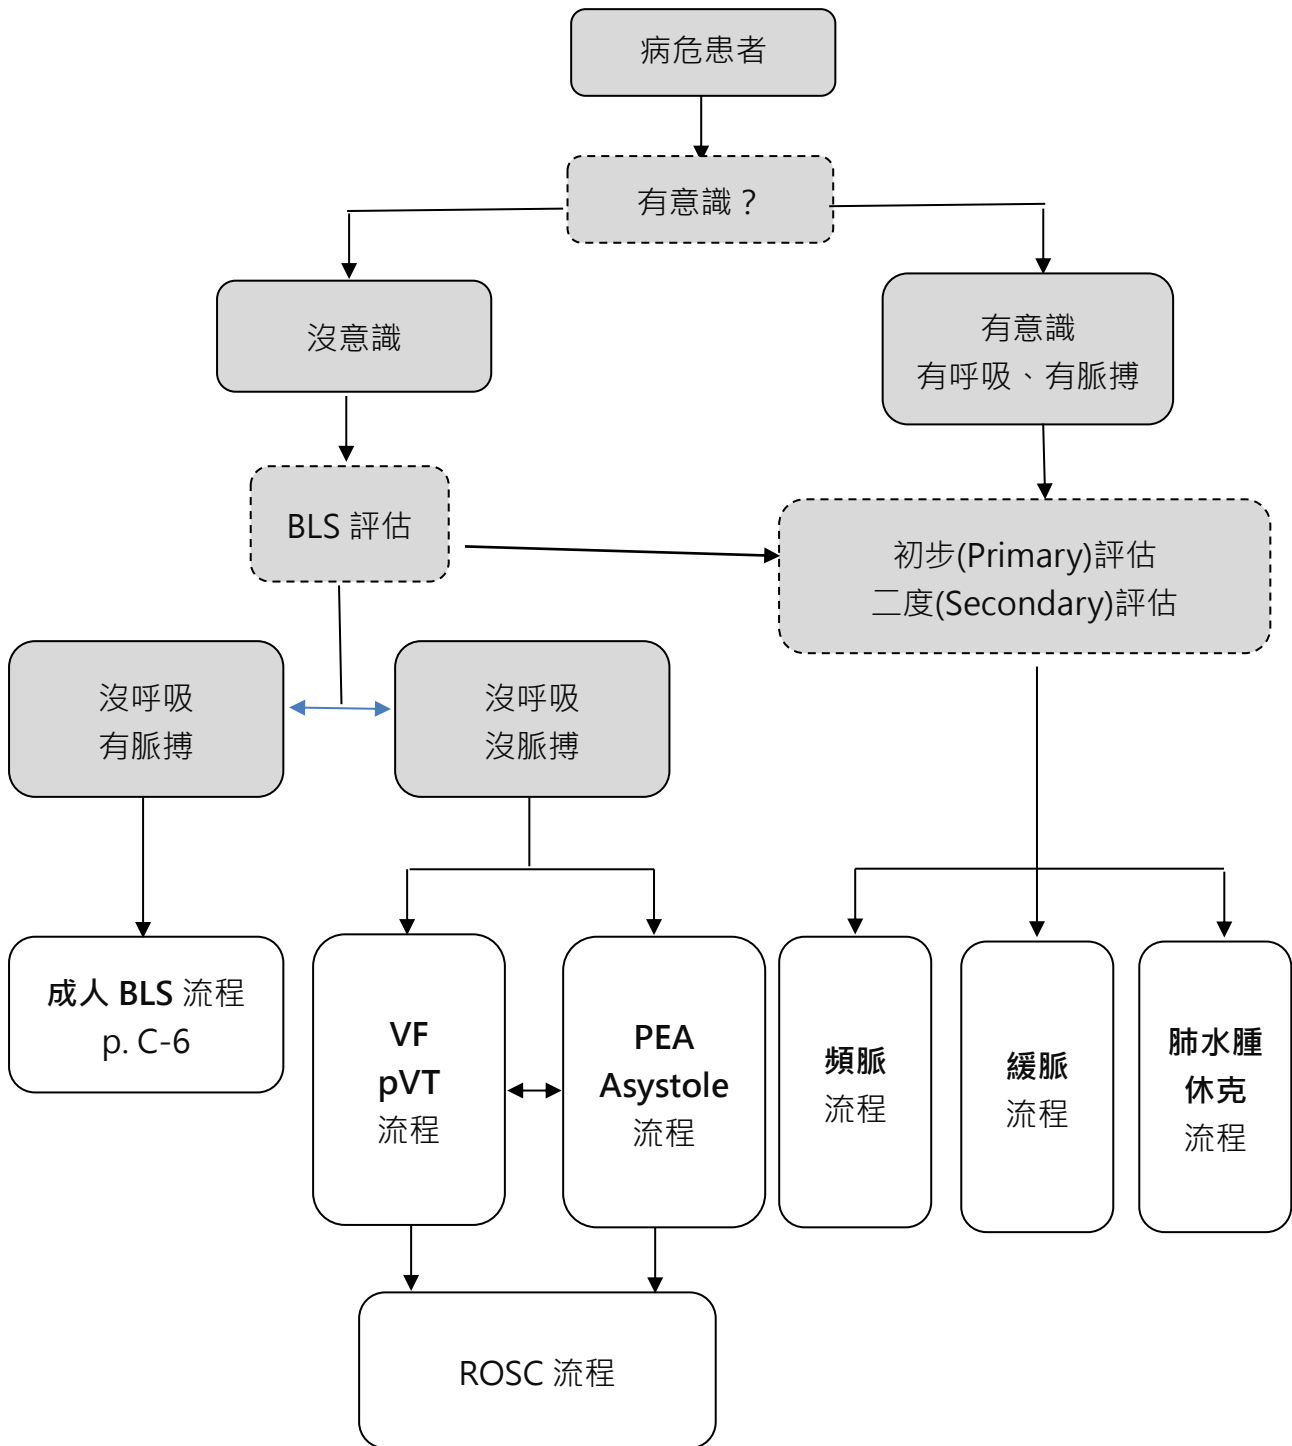 病危患者
有意識？
沒意識
有意識
有呼吸、有脈搏
BLS 評估
初步(Primary)評估
二度(Secondary)評估
沒呼吸
有脈搏
沒呼吸
沒脈搏
成人 BLS 流程
p. C-6
VF
pVT
流程
PEA
Asystole
流程
頻脈
流程
緩脈
流程
肺水腫
休克
流程
ROSC 流程